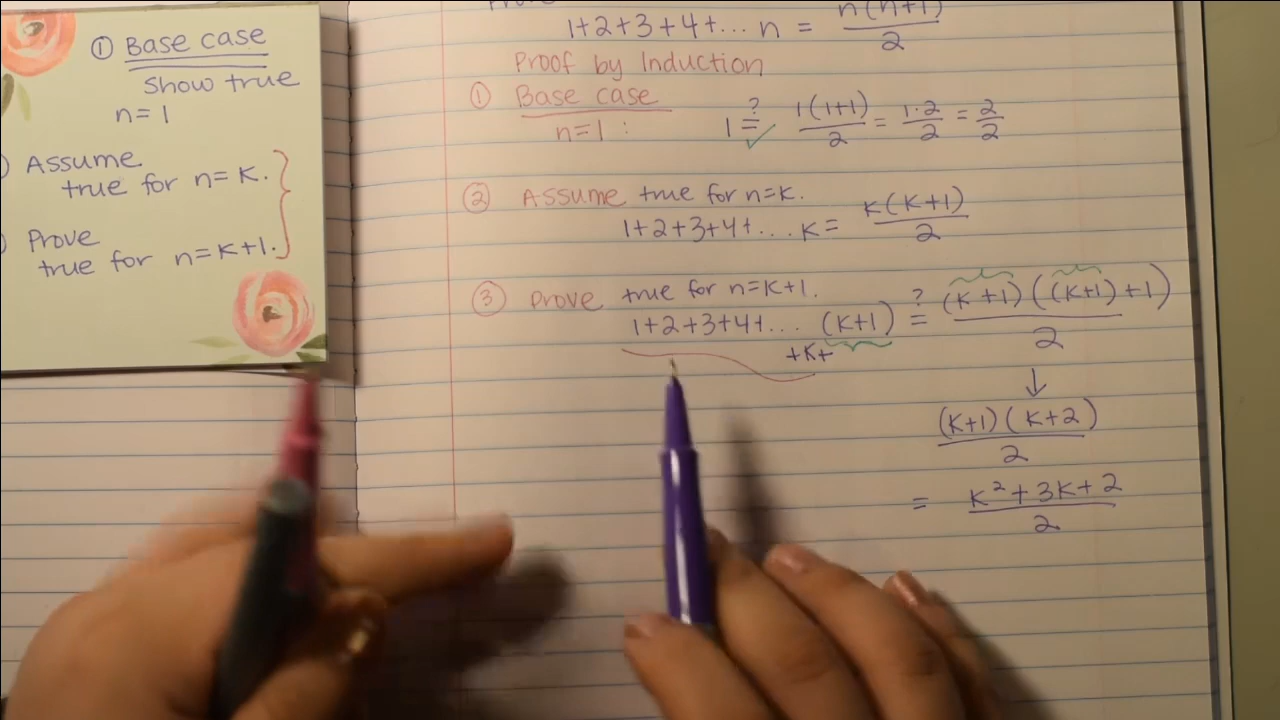 ① Base case
Show true
n=1
Assume
true for n=K.
Prove
true for n=K+1.
1+2+3+4+... n = n(n+1)/2
Proof by Induction
① Base case
n=1 : 1 ≟ ✓ 1(1+1)/2 = 1·2/2 = 2/2
② Assume true for n=K.
1+2+3+4+... K = K(K+1)/2
③ Prove true for n=K+1.
1+2+3+4+... (K+1) ≟ (K+1)((K+1)+1)/2
+K+
↓
(K+1)(K+2)/2
= K²+3K+2/2